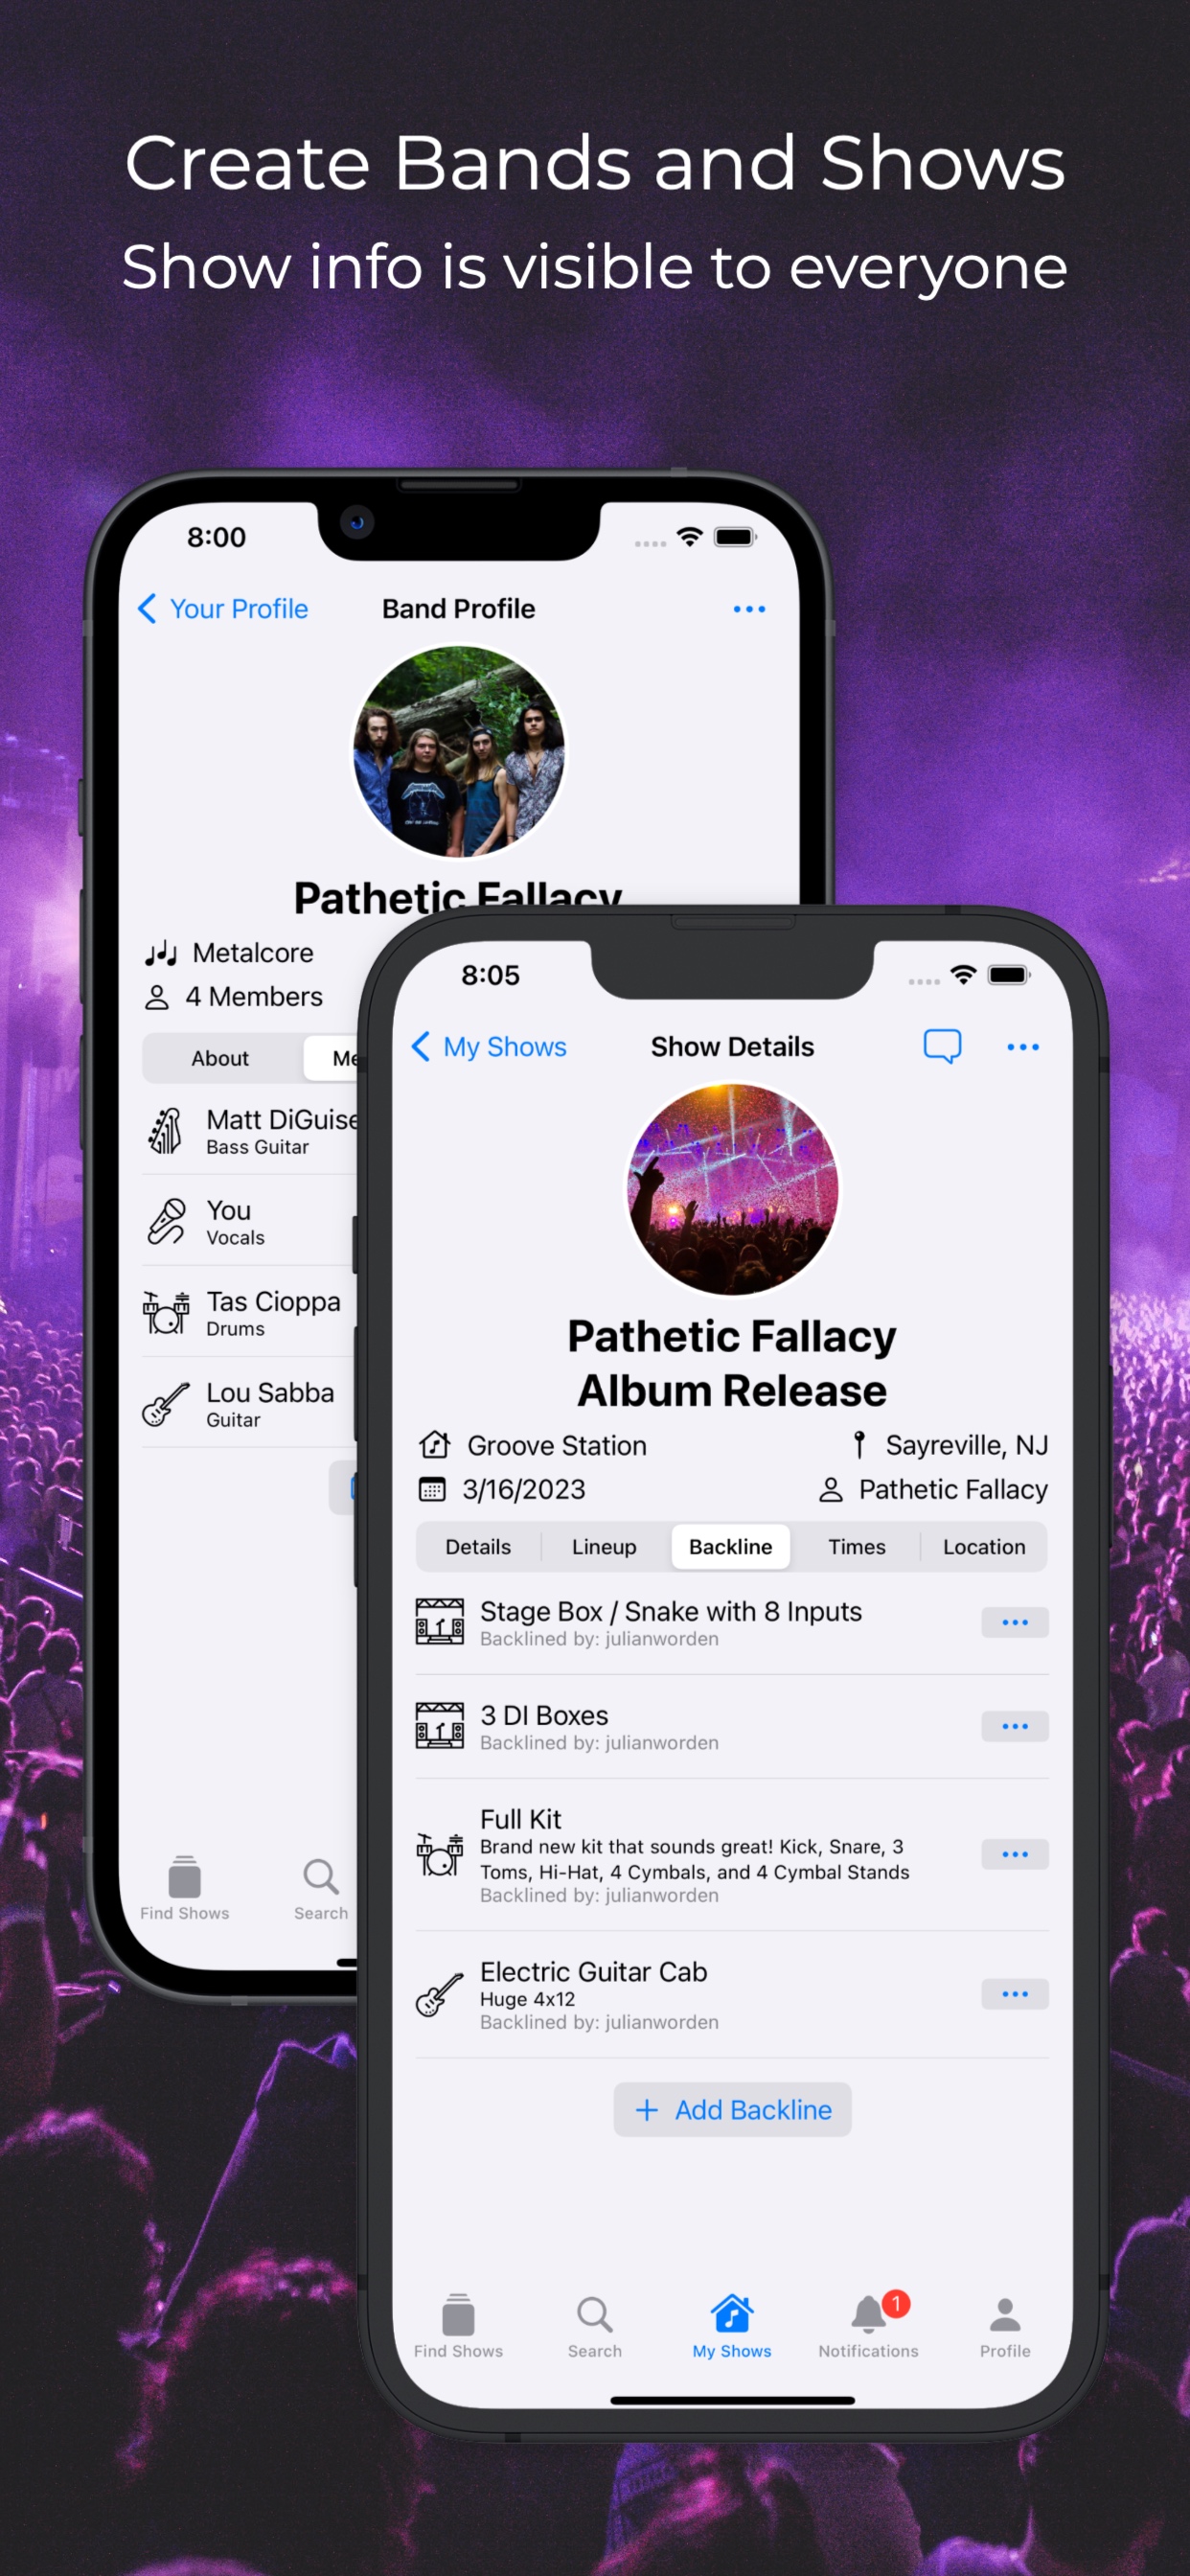 Create Bands and Shows
Show info is visible to everyone
8:00
Your Profile
Band Profile
Pathetic Fallacy
Metalcore
4 Members
About
Matt DiGuise
Bass Guitar
You
Vocals
Tas Cioppa
Drums
Lou Sabba
Guitar
Find Shows
Search
8:05
My Shows
Show Details
Pathetic Fallacy
Album Release
Groove Station
Sayreville, NJ
3/16/2023
Pathetic Fallacy
Details
Lineup
Backline
Times
Location
Stage Box / Snake with 8 Inputs
Backlined by: julianworden
3 DI Boxes
Backlined by: julianworden
Full Kit
Brand new kit that sounds great! Kick, Snare, 3
Toms, Hi-Hat, 4 Cymbals, and 4 Cymbal Stands
Backlined by: julianworden
Electric Guitar Cab
Huge 4x12
Backlined by: julianworden
+ Add Backline
1
Find Shows
Search
My Shows
Notifications
Profile